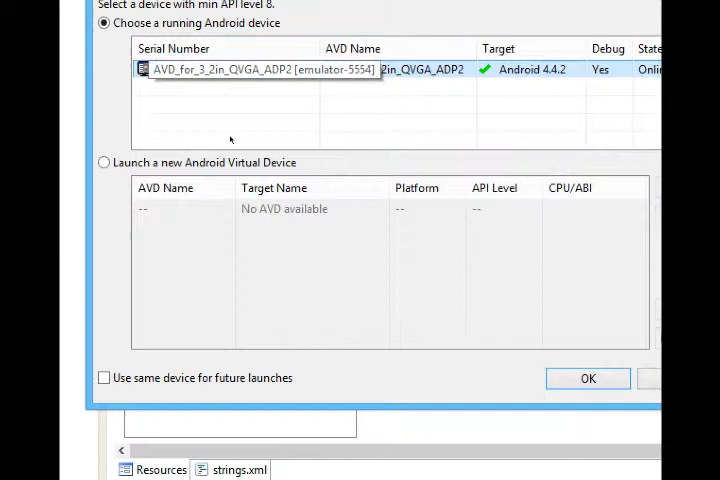 Select a device with min API level 8.
Choose a running Android device
Serial Number AVD Name Target Debug State
AVD_for_3_2in_QVGA_ADP2 [emulator-5554] 2in_QVGA_ADP2 Android 4.4.2 Yes Onli
Launch a new Android Virtual Device
AVD Name Target Name Platform API Level CPU/ABI
-- No AVD available -- --
Use same device for future launches
OK
Resources strings.xml